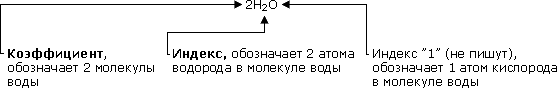 2H₂O
Коэффициент,
обозначает 2 молекулы
воды
Индекс, обозначает 2 атома
водорода в молекуле воды
Индекс "1" (не пишут),
обозначает 1 атом кислорода
в молекуле воды